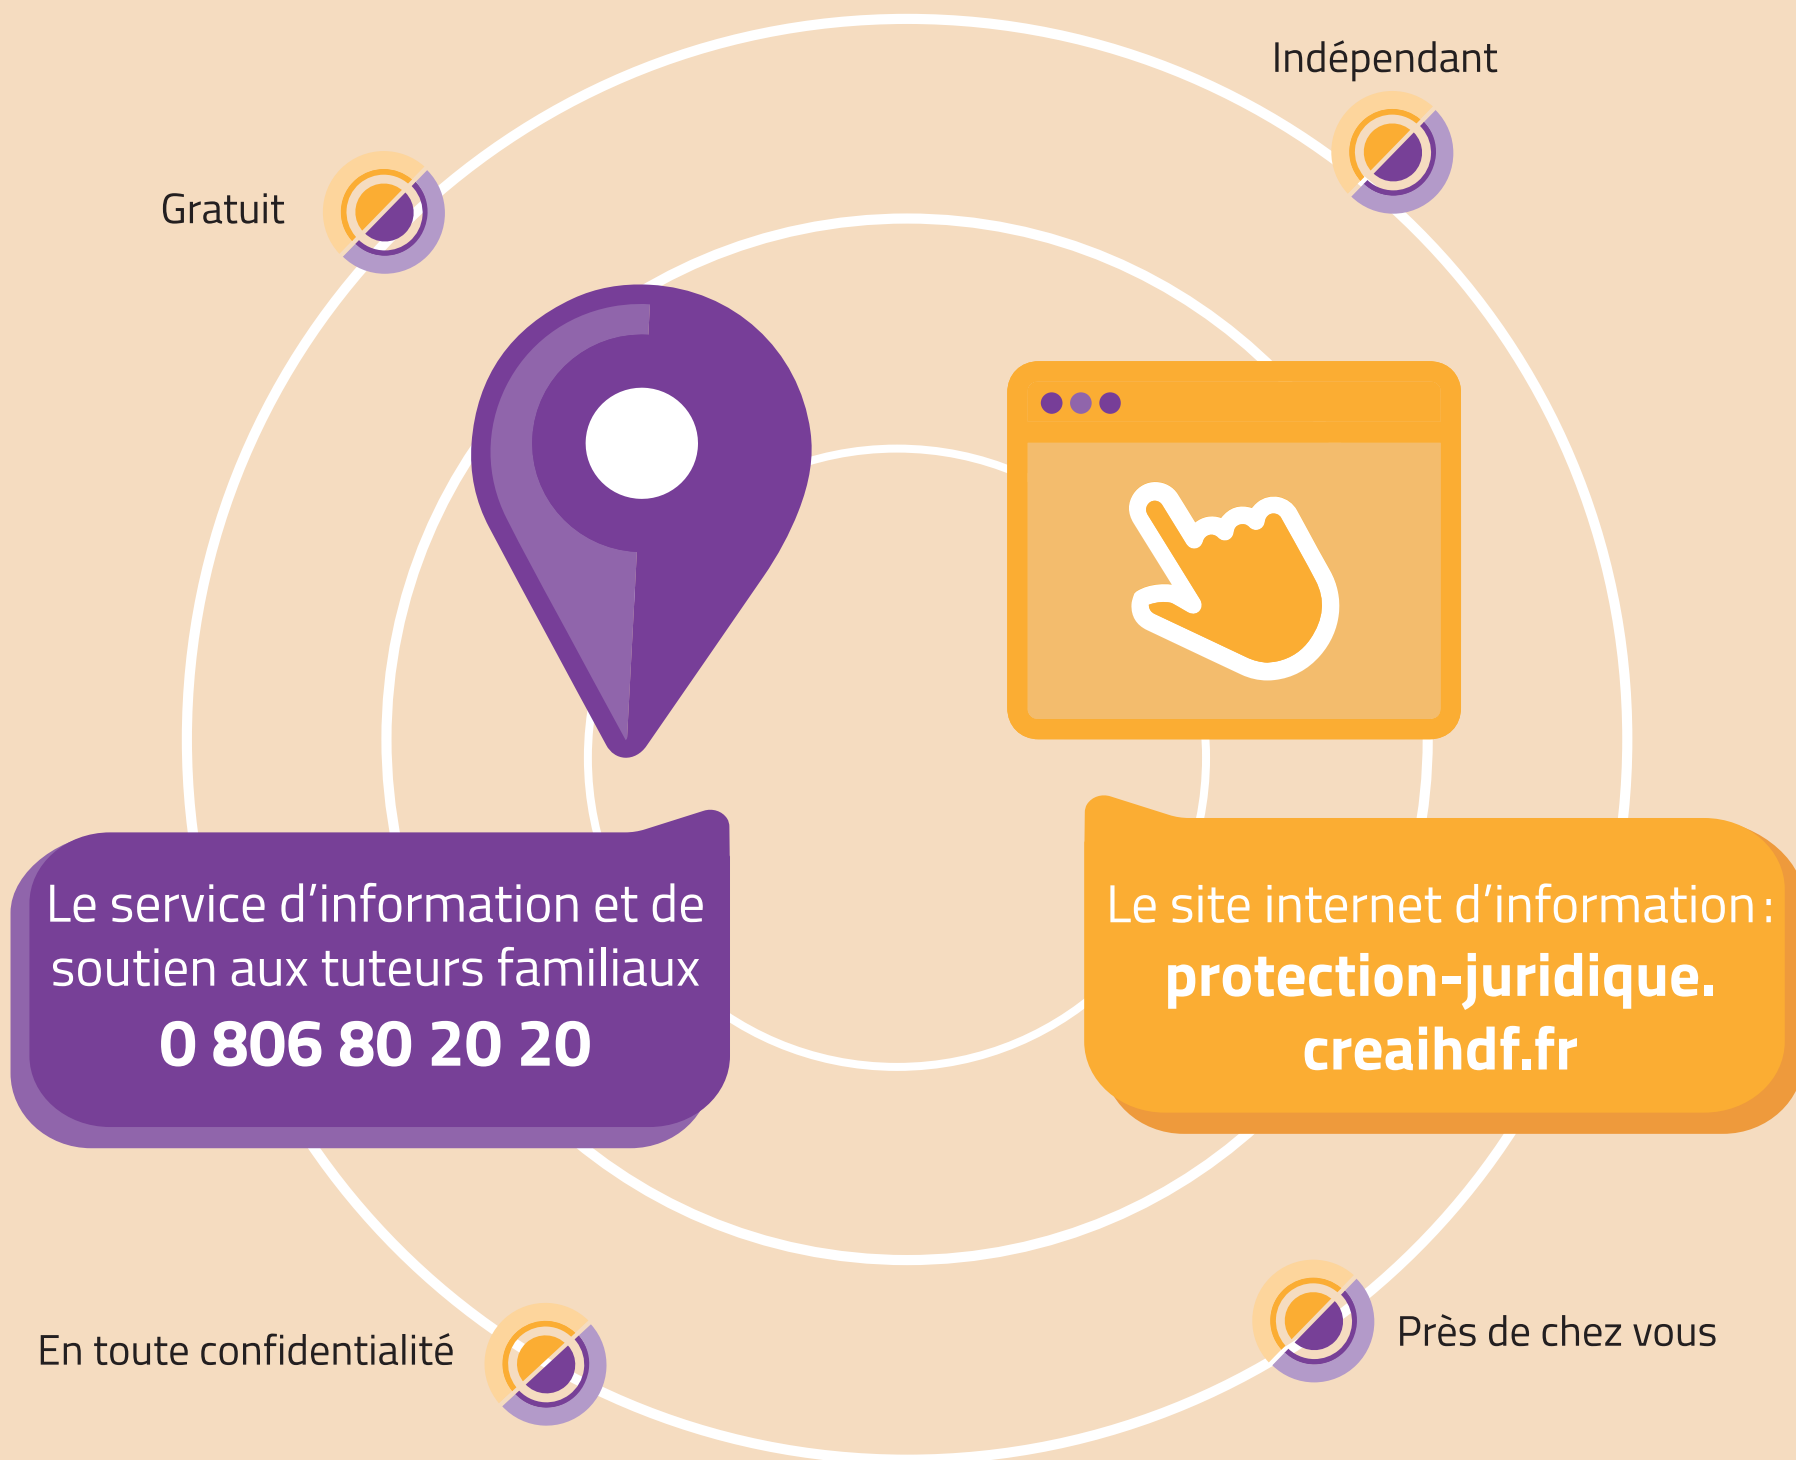 Indépendant
Gratuit
Le service d'information et de
soutien aux tuteurs familiaux
0 806 80 20 20
Le site internet d'information :
protection-juridique.
creaihdf.fr
En toute confidentialité
Près de chez vous